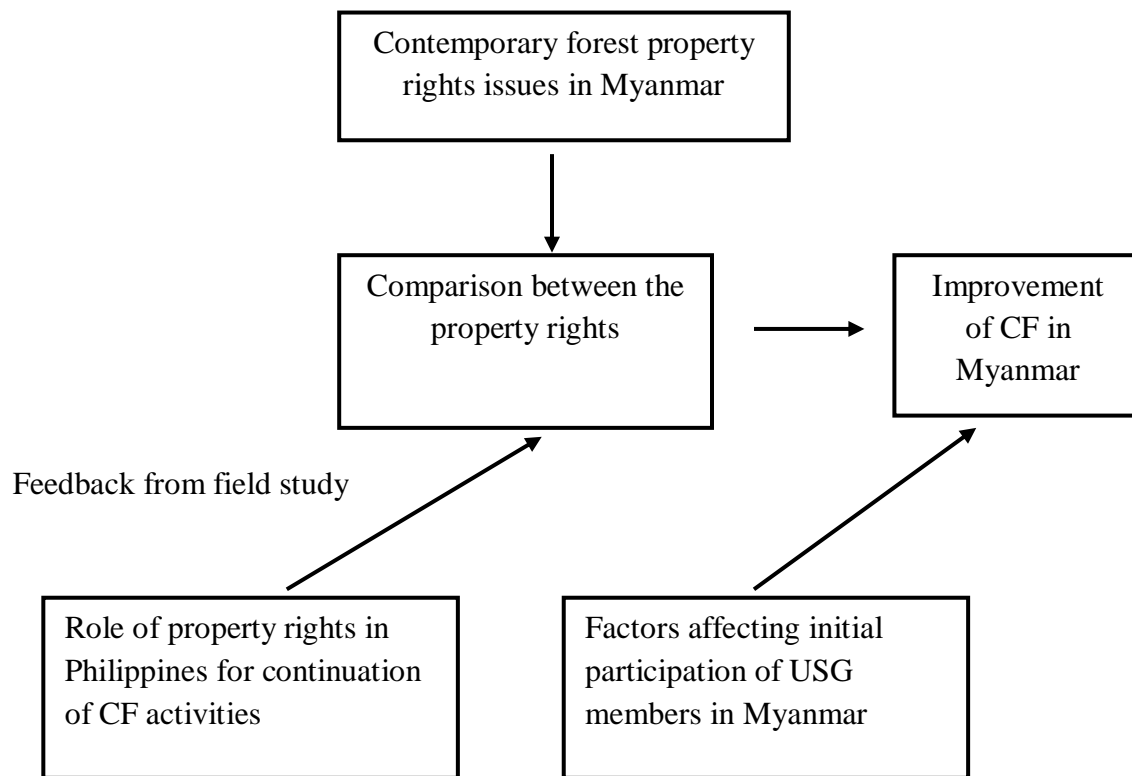 Contemporary forest property
rights issues in Myanmar
Comparison between the
property rights
Improvement
of CF in
Myanmar
Feedback from field study
Role of property rights in
Philippines for continuation
of CF activities
Factors affecting initial
participation of USG
members in Myanmar